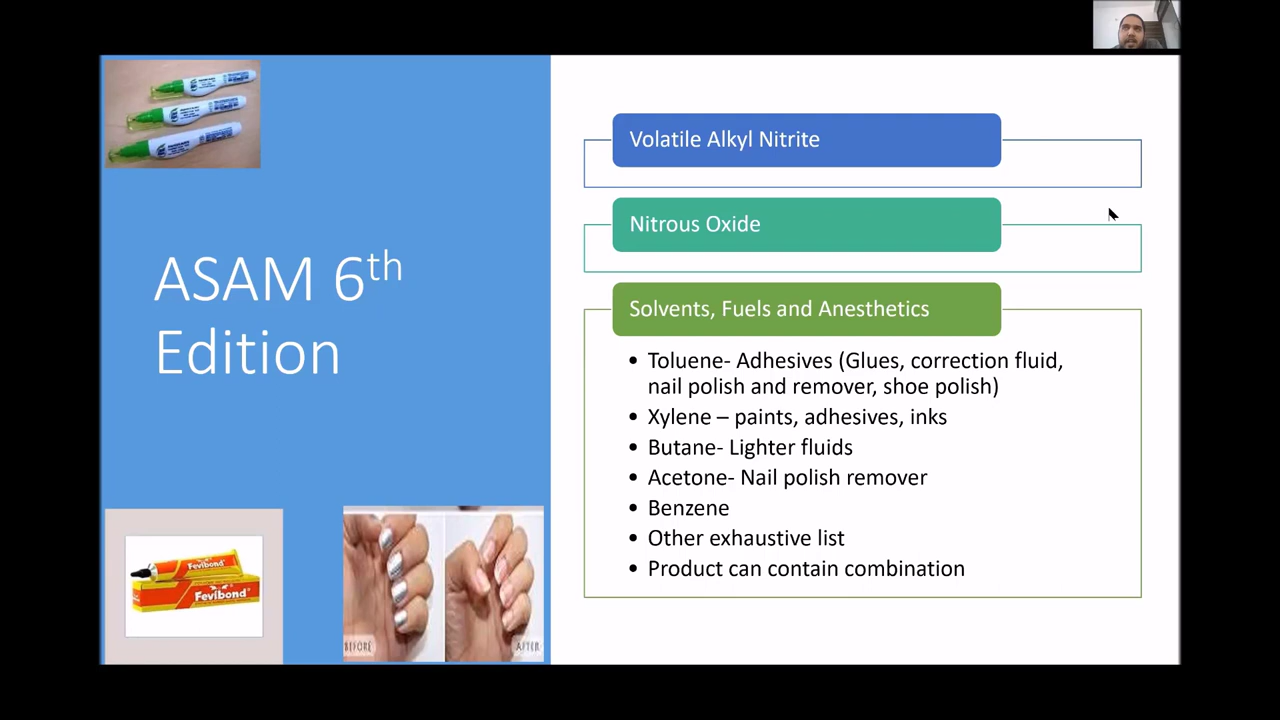 ASAM 6th
Edition
Volatile Alkyl Nitrite
Nitrous Oxide
Solvents, Fuels and Anesthetics
• Toluene- Adhesives (Glues, correction fluid,
nail polish and remover, shoe polish)
• Xylene – paints, adhesives, inks
• Butane- Lighter fluids
• Acetone- Nail polish remover
• Benzene
• Other exhaustive list
• Product can contain combination
Fevibond
Fevibond
BEFORE
AFTER